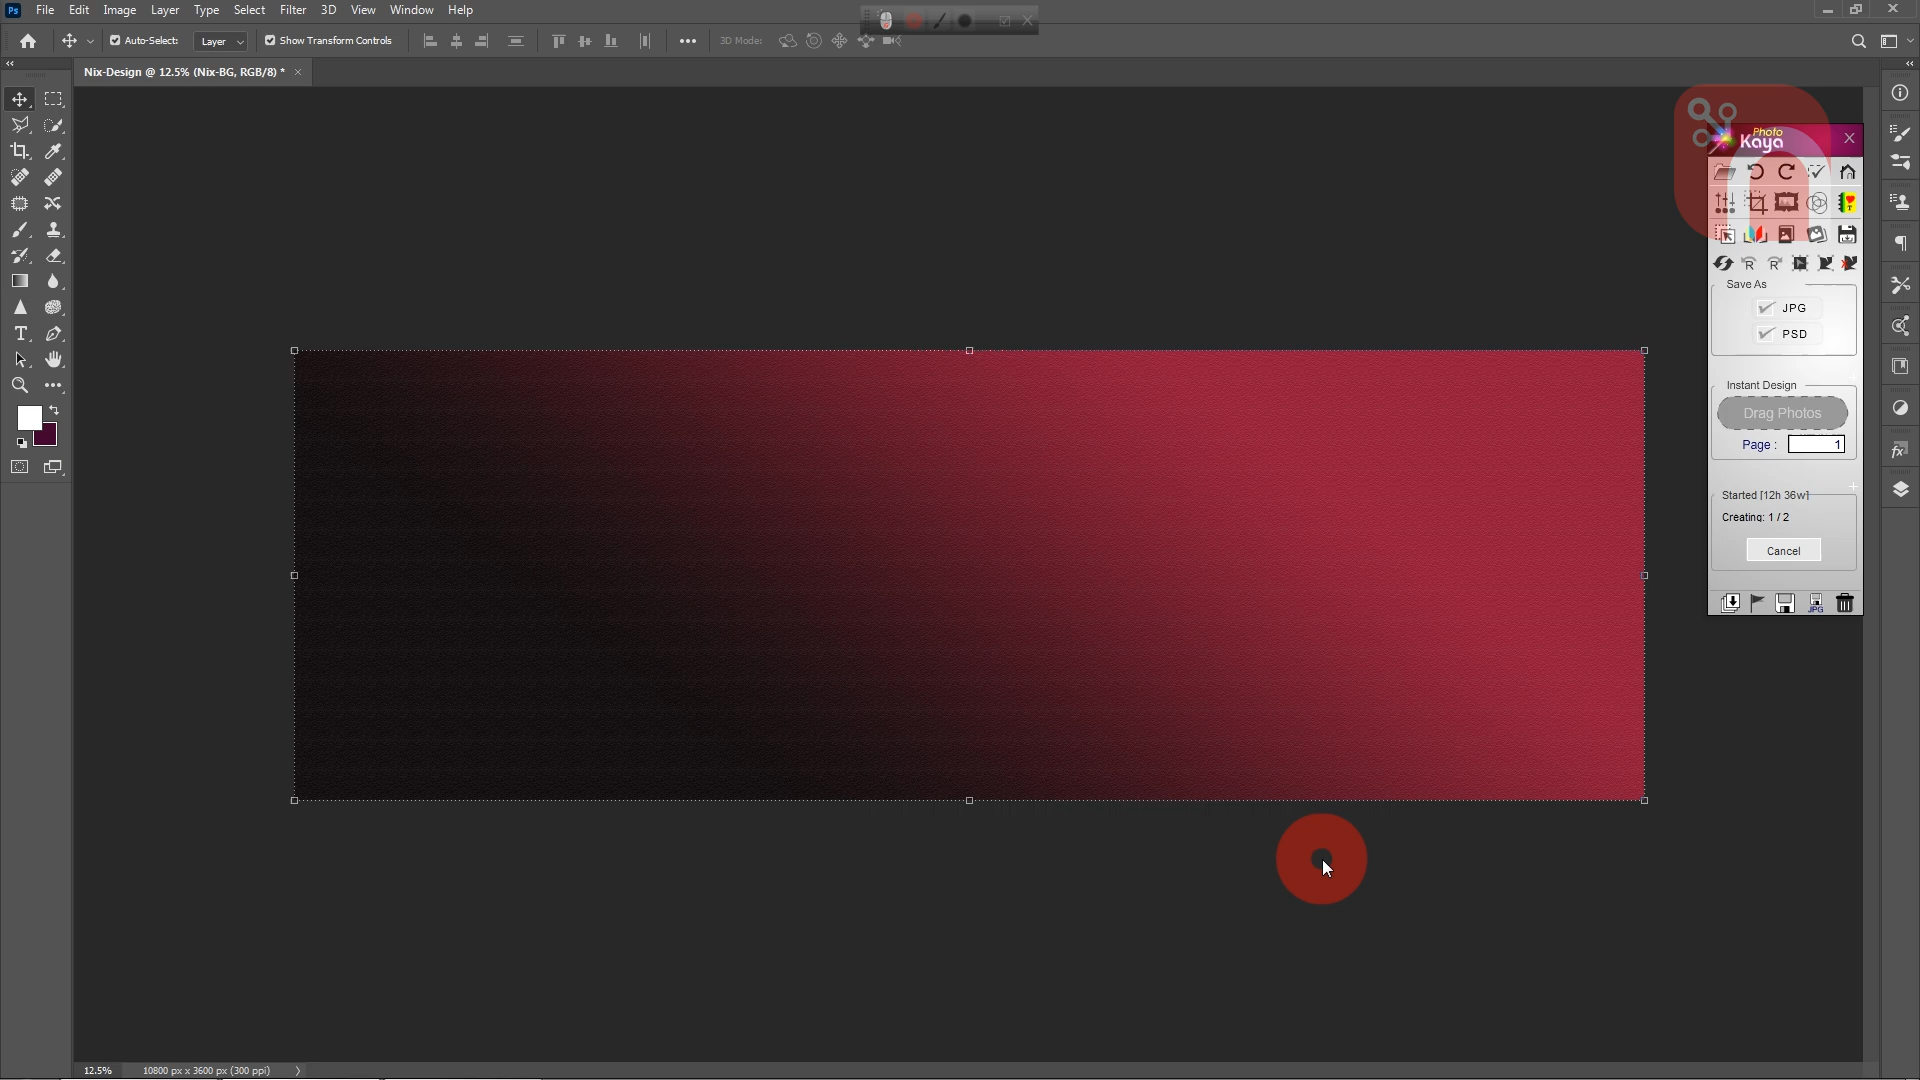 Ps File Edit Image Layer Type Select Filter 3D View Window Help
Auto-Select: Layer Show Transform Controls 3D Mode:
Nix-Design @ 12.5% (Nix-BG, RGB/8) *
Photo
Kaya
R R
Save As
JPG
PSD
Instant Design
Drag Photos
Page : 1
Started [12h 36w]
Creating: 1 / 2
Cancel
JPG
12.5% 10800 px x 3600 px (300 ppi)